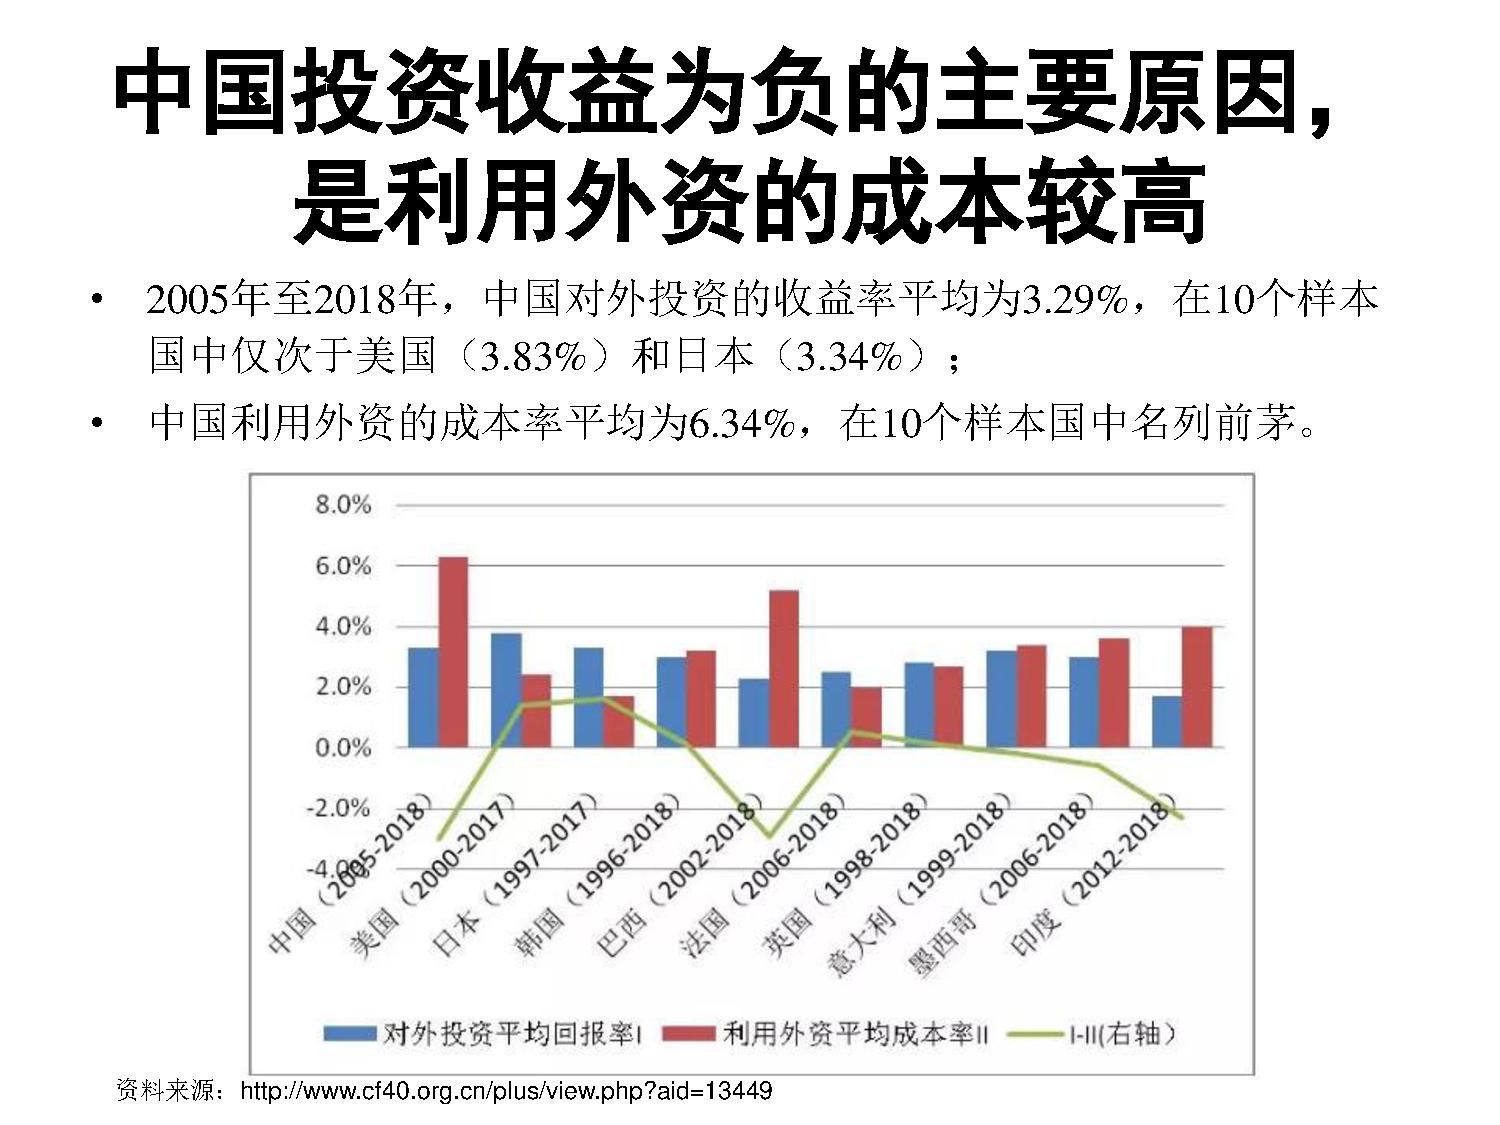 中国投资收益为负的主要原因，
是利用外资的成本较高
• 2005年至2018年，中国对外投资的收益率平均为3.29%，在10个样本
国中仅次于美国（3.83%）和日本（3.34%）；
• 中国利用外资的成本率平均为6.34%，在10个样本国中名列前茅。
8.0%
6.0%
4.0%
2.0%
0.0%
-2.0%
-4.0%
中国（2005-2018）
美国（2000-2017）
日本（1997-2017）
韩国（1996-2018）
巴西（2002-2018）
法国（2006-2018）
英国（1998-2018）
意大利（1999-2018）
墨西哥（2006-2018）
印度（2012-2018）
对外投资平均回报率I
利用外资平均成本率II
I-II(右轴）
资料来源：http://www.cf40.org.cn/plus/view.php?aid=13449